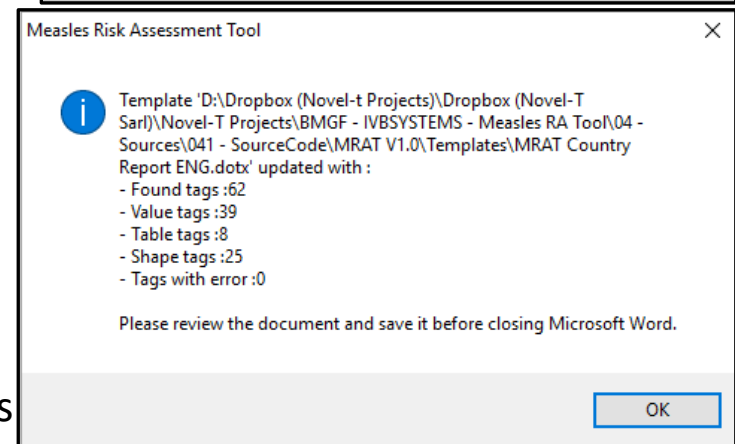 Measles Risk Assessment Tool
Template 'D:\Dropbox (Novel-t Projects)\Dropbox (Novel-T
Sarl)\Novel-T Projects\BMGF - IVBSYSTEMS - Measles RA Tool\04 -
Sources\041 - SourceCode\MRAT V1.0\Templates\MRAT Country
Report ENG.dotx' updated with :
- Found tags :62
- Value tags :39
- Table tags :8
- Shape tags :25
- Tags with error :0
Please review the document and save it before closing Microsoft Word.
s
OK